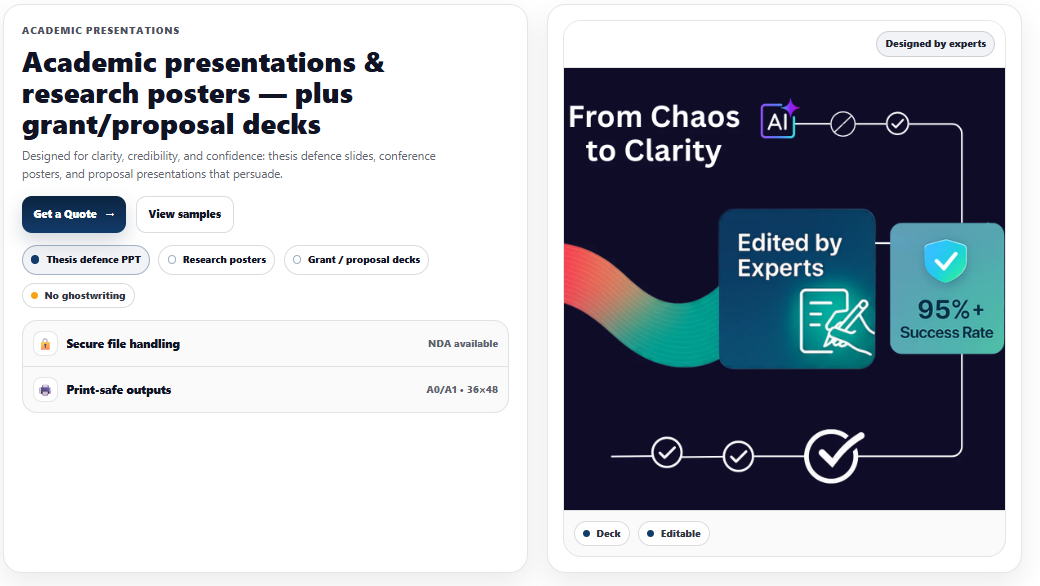 ACADEMIC PRESENTATIONS
Academic presentations &
research posters — plus
grant/proposal decks
Designed for clarity, credibility, and confidence: thesis defence slides, conference
posters, and proposal presentations that persuade.
Get a Quote → View samples
Thesis defence PPT Research posters Grant / proposal decks
No ghostwriting
Secure file handling NDA available
Print-safe outputs A0/A1 • 36×48
Designed by experts
From Chaos
to Clarity
AI
Edited by
Experts
95%+
Success Rate
Deck Editable